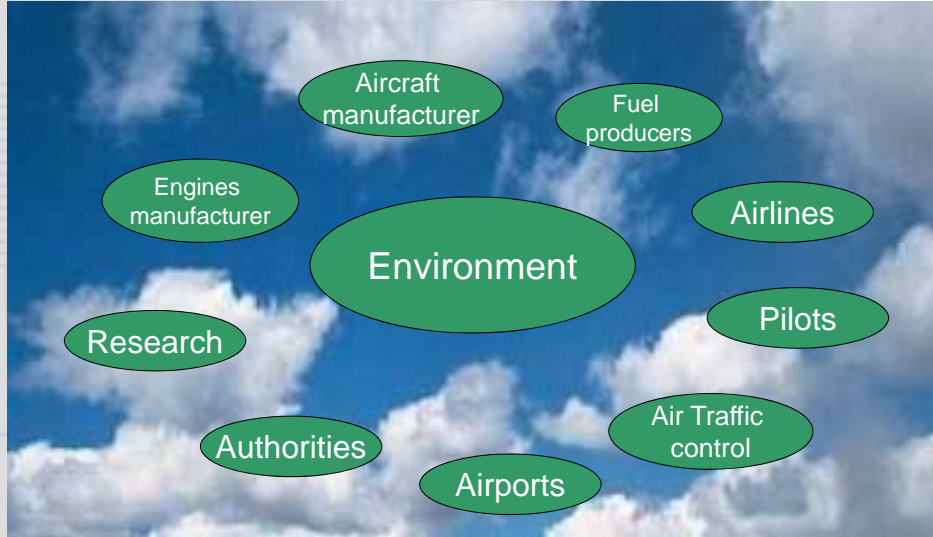 Aircraft
manufacturer
Fuel
producers
Engines
manufacturer
Airlines
Environment
Pilots
Research
Air Traffic
control
Authorities
Airports